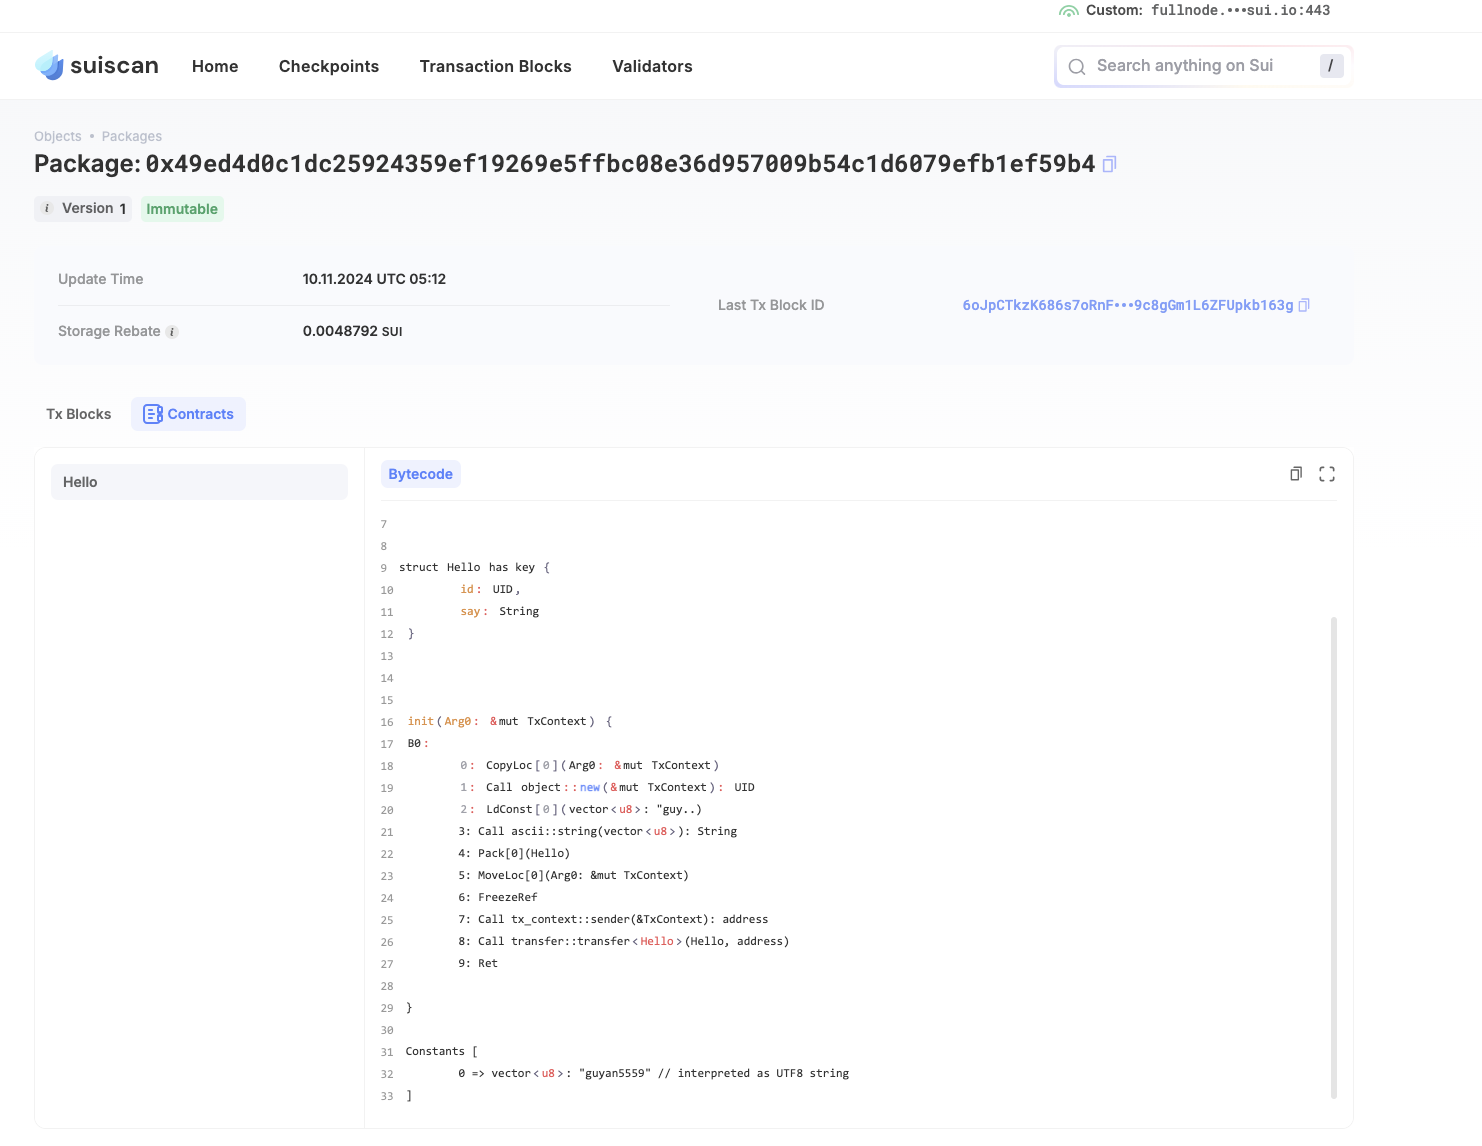 Custom: fullnode.•••sui.io:443
suiscan Home Checkpoints Transaction Blocks Validators Search anything on Sui /
Objects • Packages
Package: 0x49ed4d0c1dc25924359ef19269e5ffbc08e36d957009b54c1d6079efb1ef59b4
i Version 1 Immutable
Update Time 10.11.2024 UTC 05:12
Last Tx Block ID 6oJpCTkzK686s7oRnF•••9c8gGm1L6ZFUpkb163g
Storage Rebate i 0.0048792 SUI
Tx Blocks Contracts
Hello
Bytecode
7
8
9 struct Hello has key {
10 id: UID,
11 say: String
12 }
13
14
15
16 init(Arg0: &mut TxContext) {
17 B0:
18 0: CopyLoc[0](Arg0: &mut TxContext)
19 1: Call object::new(&mut TxContext): UID
20 2: LdConst[0](vector<u8>: "guy..)
21 3: Call ascii::string(vector<u8>): String
22 4: Pack[0](Hello)
23 5: MoveLoc[0](Arg0: &mut TxContext)
24 6: FreezeRef
25 7: Call tx_context::sender(&TxContext): address
26 8: Call transfer::transfer<Hello>(Hello, address)
27 9: Ret
28
29 }
30
31 Constants [
32 0 => vector<u8>: "guyan5559" // interpreted as UTF8 string
33 ]